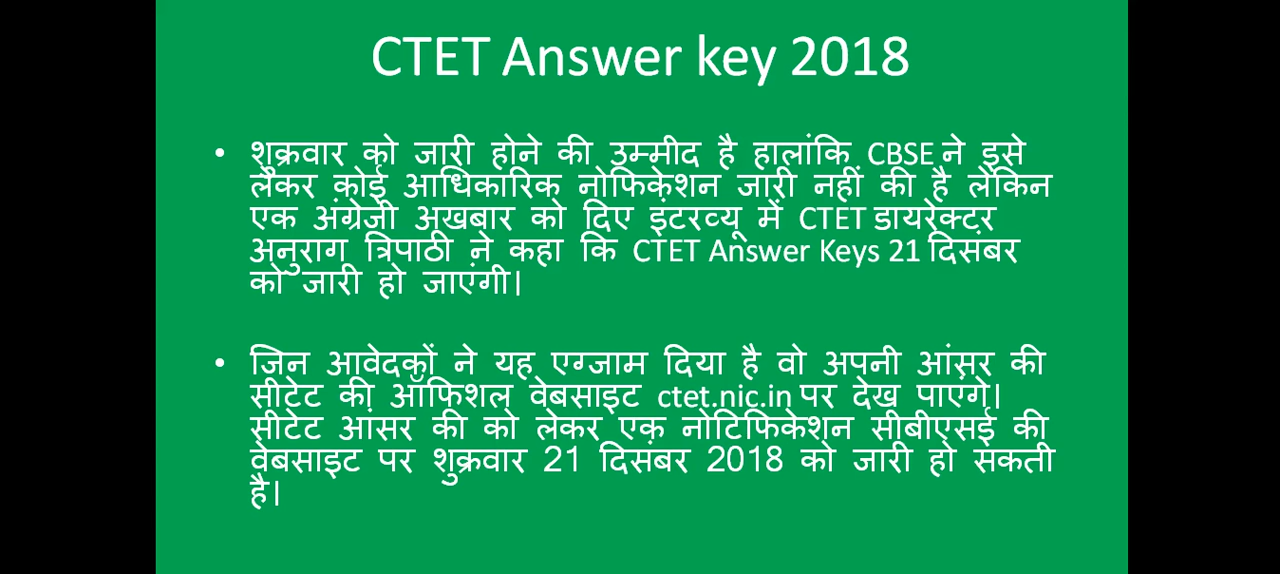 CTET Answer key 2018
• शुक्रवार को जारी होने की उम्मीद है हालांकि CBSE ने इसे
लेकर कोई आधिकारिक नोफिकेशन जारी नहीं की है लेकिन
एक अंग्रेजी अखबार को दिए इंटरव्यू में CTET डायरेक्टर
अनुराग त्रिपाठी ने कहा कि CTET Answer Keys 21 दिसंबर
को जारी हो जाएंगी।
• जिन आवेदकों ने यह एग्जाम दिया है वो अपनी आंसर की
सीटेट की ऑफिशल वेबसाइट ctet.nic.in पर देख पाएंगे।
सीटेट आंसर की को लेकर एक नोटिफिकेशन सीबीएसई की
वेबसाइट पर शुक्रवार 21 दिसंबर 2018 को जारी हो सकती
है।